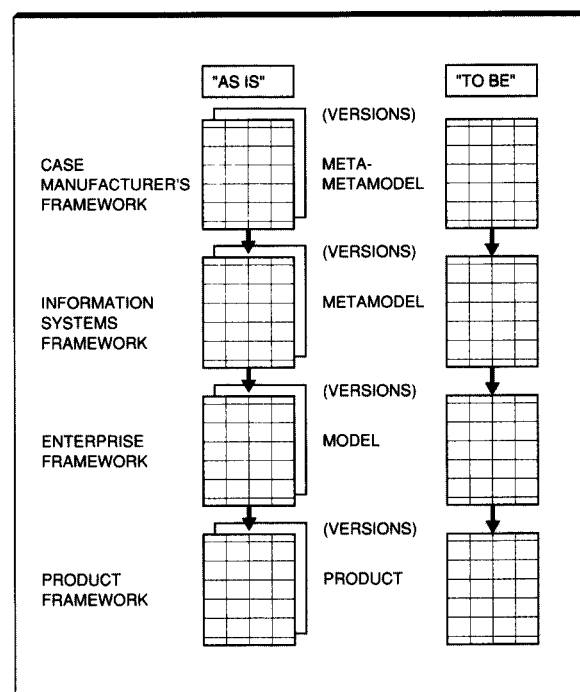 "AS IS"
"TO BE"
(VERSIONS)
CASE
MANUFACTURER'S
FRAMEWORK
META-
METAMODEL
(VERSIONS)
INFORMATION
SYSTEMS
FRAMEWORK
METAMODEL
(VERSIONS)
ENTERPRISE
FRAMEWORK
MODEL
(VERSIONS)
PRODUCT
FRAMEWORK
PRODUCT